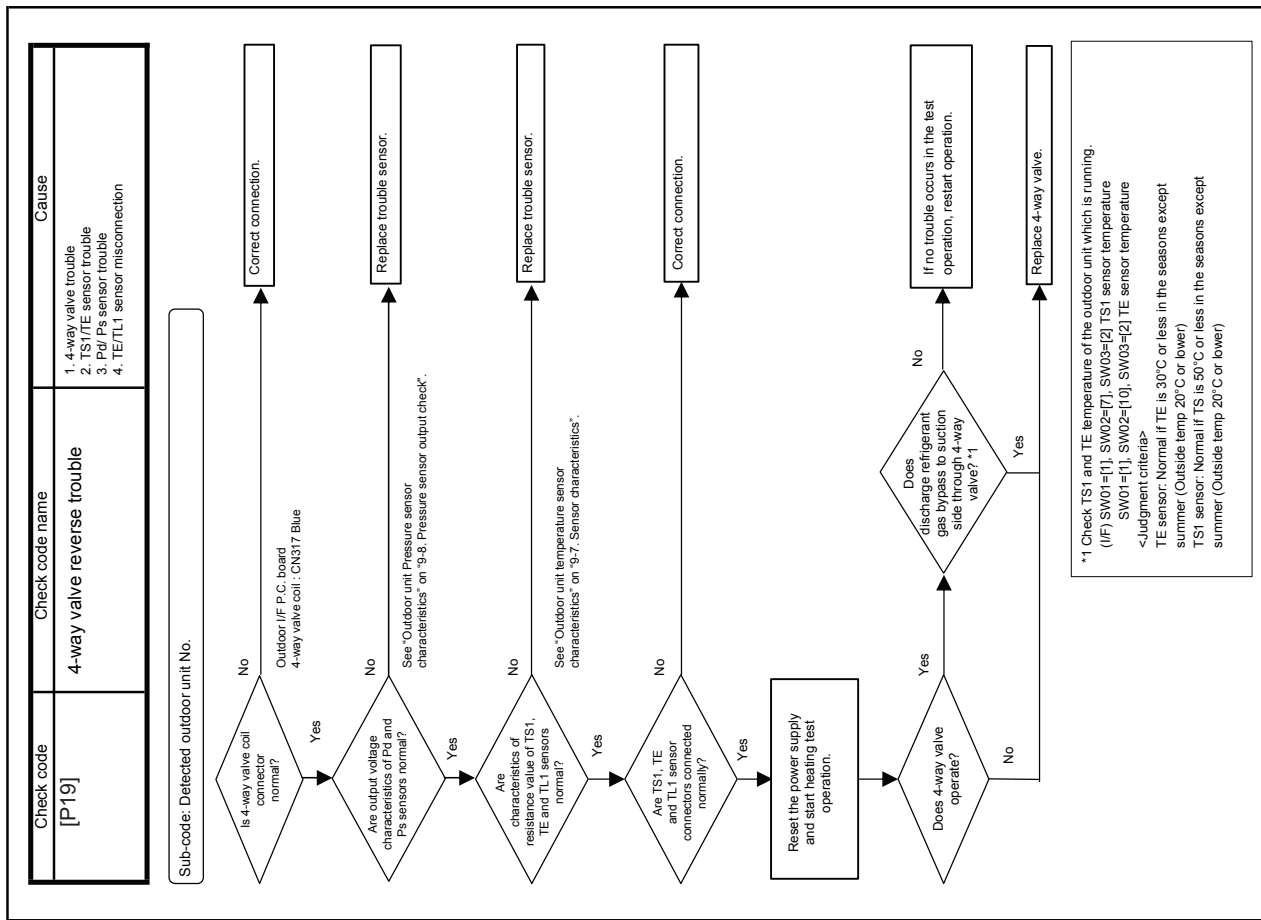 Check code
Check code name
Cause
[P19]
4-way valve reverse trouble
1. 4-way valve trouble
2. TS1/TE sensor trouble
3. Pd/ Ps sensor trouble
4. TE/TL1 sensor misconnection
Sub-code: Detected outdoor unit No.
Is 4-way valve coil
connector
normal?
No
Correct connection.
Outdoor I/F P.C. board
4-way valve coil : CN317 Blue
Yes
Are output voltage
characteristics of Pd and
Ps sensors normal?
No
Replace trouble sensor.
See "Outdoor unit Pressure sensor
characteristics" on "9-8. Pressure sensor output check".
Yes
Are
characteristics of
resistance value of TS1,
TE and TL1 sensors
normal?
No
Replace trouble sensor.
See "Outdoor unit temperature sensor
characteristics" on "9-7. Sensor characteristics".
Yes
Are TS1, TE
and TL1 sensor
connectors connected
normally?
No
Correct connection.
Yes
Reset the power supply
and start heating test
operation.
Does 4-way valve
operate?
Yes
Does
discharge refrigerant
gas bypass to suction
side through 4-way
valve? *1
No
If no trouble occurs in the test
operation, restart operation.
No
Yes
Replace 4-way valve.
*1 Check TS1 and TE temperature of the outdoor unit which is running.
(I/F) SW01=[1], SW02=[7], SW03=[2] TS1 sensor temperature
SW01=[1], SW02=[10], SW03=[2] TE sensor temperature
<Judgment criteria>
TE sensor: Normal if TE is 30°C or less in the seasons except
summer (Outside temp 20°C or lower)
TS1 sensor: Normal if TS is 50°C or less in the seasons except
summer (Outside temp 20°C or lower)